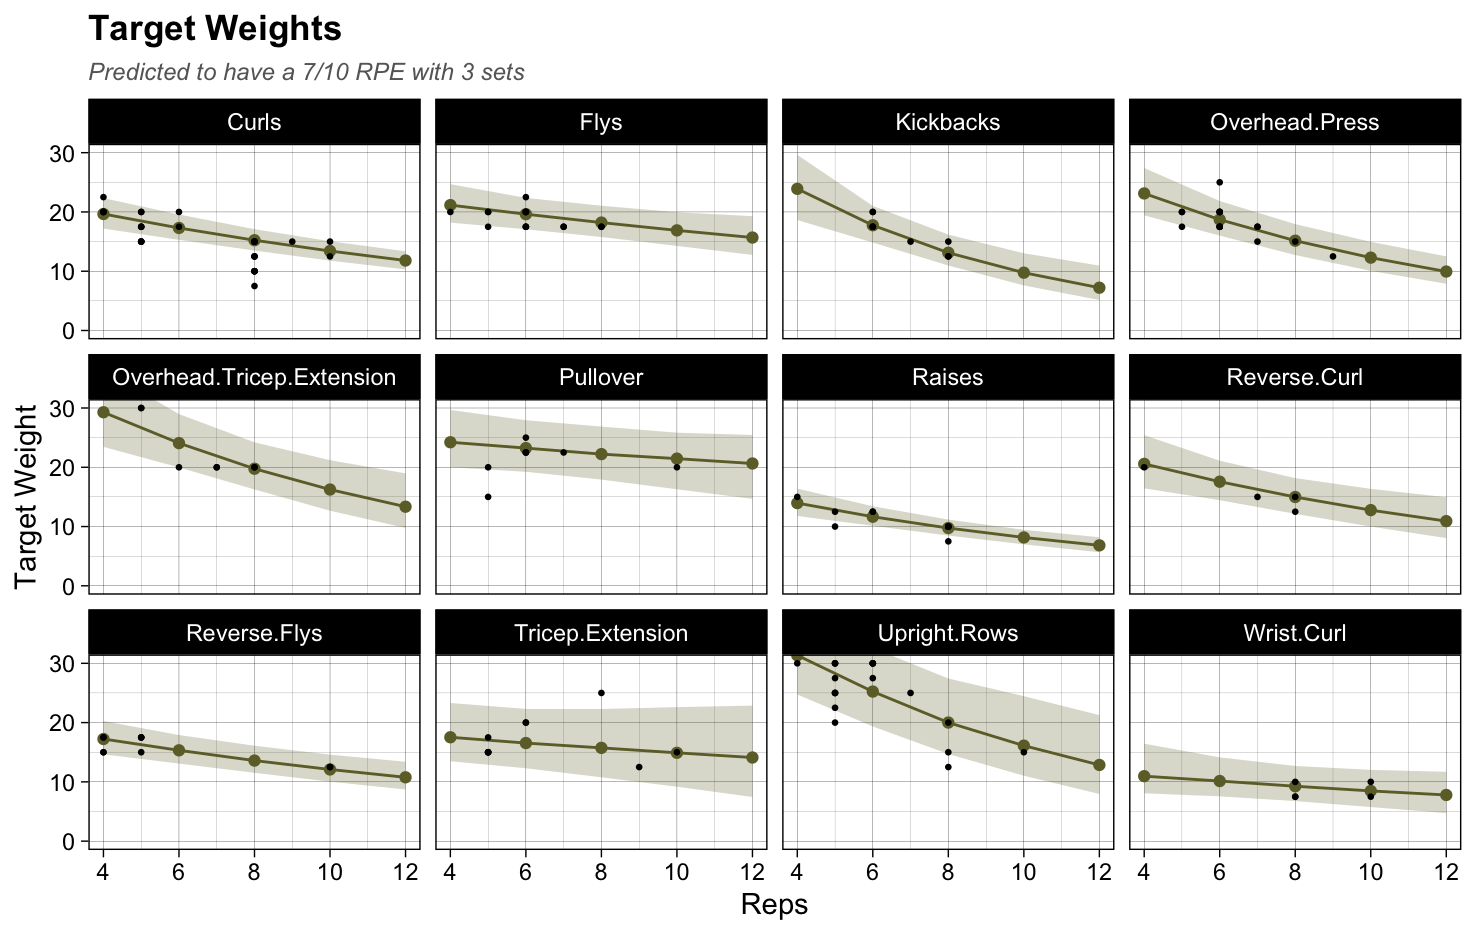 Target Weights
Predicted to have a 7/10 RPE with 3 sets
Curls
Flys
Kickbacks
Overhead.Press
30
20
10
0
Overhead.Tricep.Extension
Pullover
Raises
Reverse.Curl
30
20
10
0
Target Weight
Reverse.Flys
Tricep.Extension
Upright.Rows
Wrist.Curl
30
20
10
0
4 6 8 10 12
4 6 8 10 12
4 6 8 10 12
4 6 8 10 12
Reps